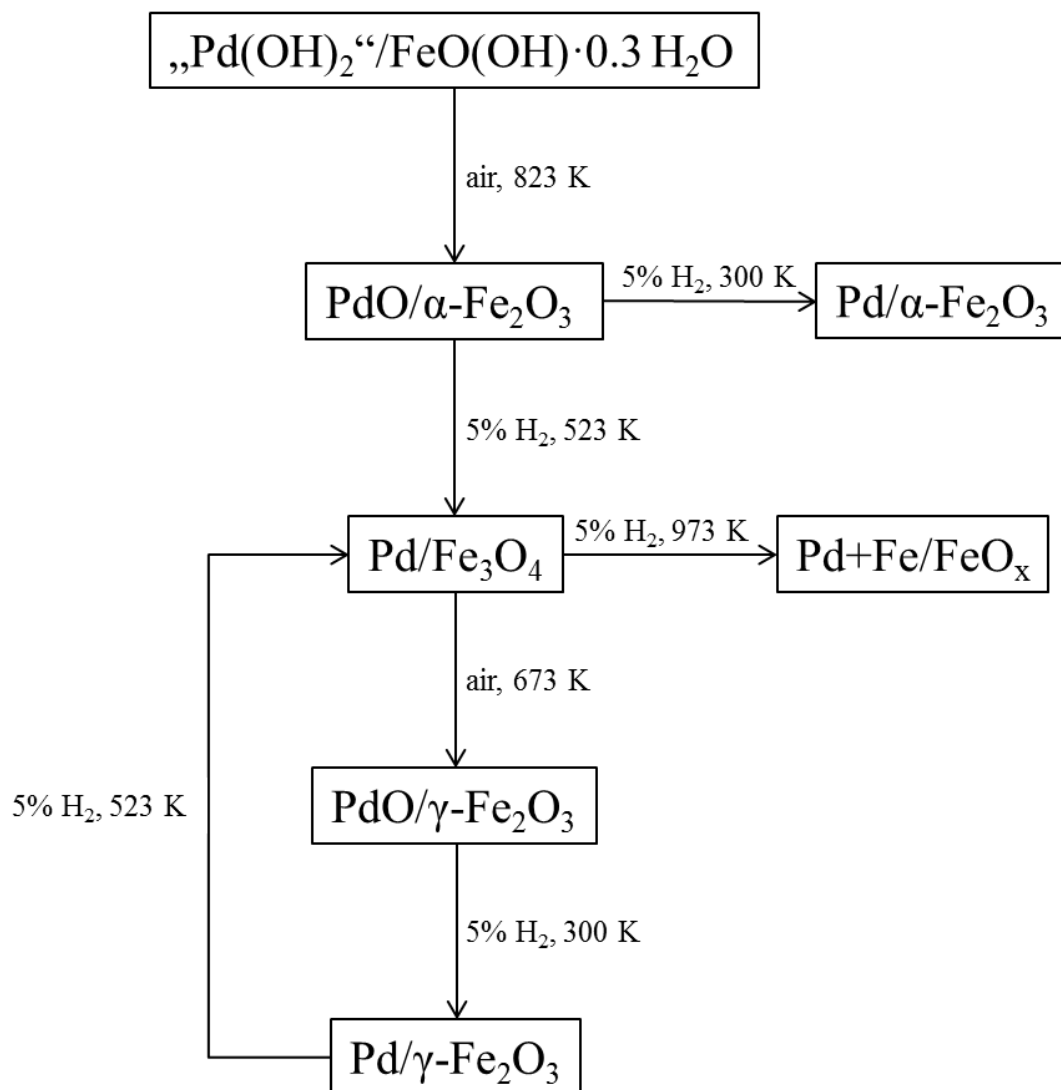 „Pd(OH)₂“/FeO(OH)·0.3 H₂O
air, 823 K
5% H₂, 300 K
PdO/α-Fe₂O₃
Pd/α-Fe₂O₃
5% H₂, 523 K
5% H₂, 973 K
Pd/Fe₃O₄
Pd+Fe/FeOₓ
air, 673 K
5% H₂, 523 K
PdO/γ-Fe₂O₃
5% H₂, 300 K
Pd/γ-Fe₂O₃